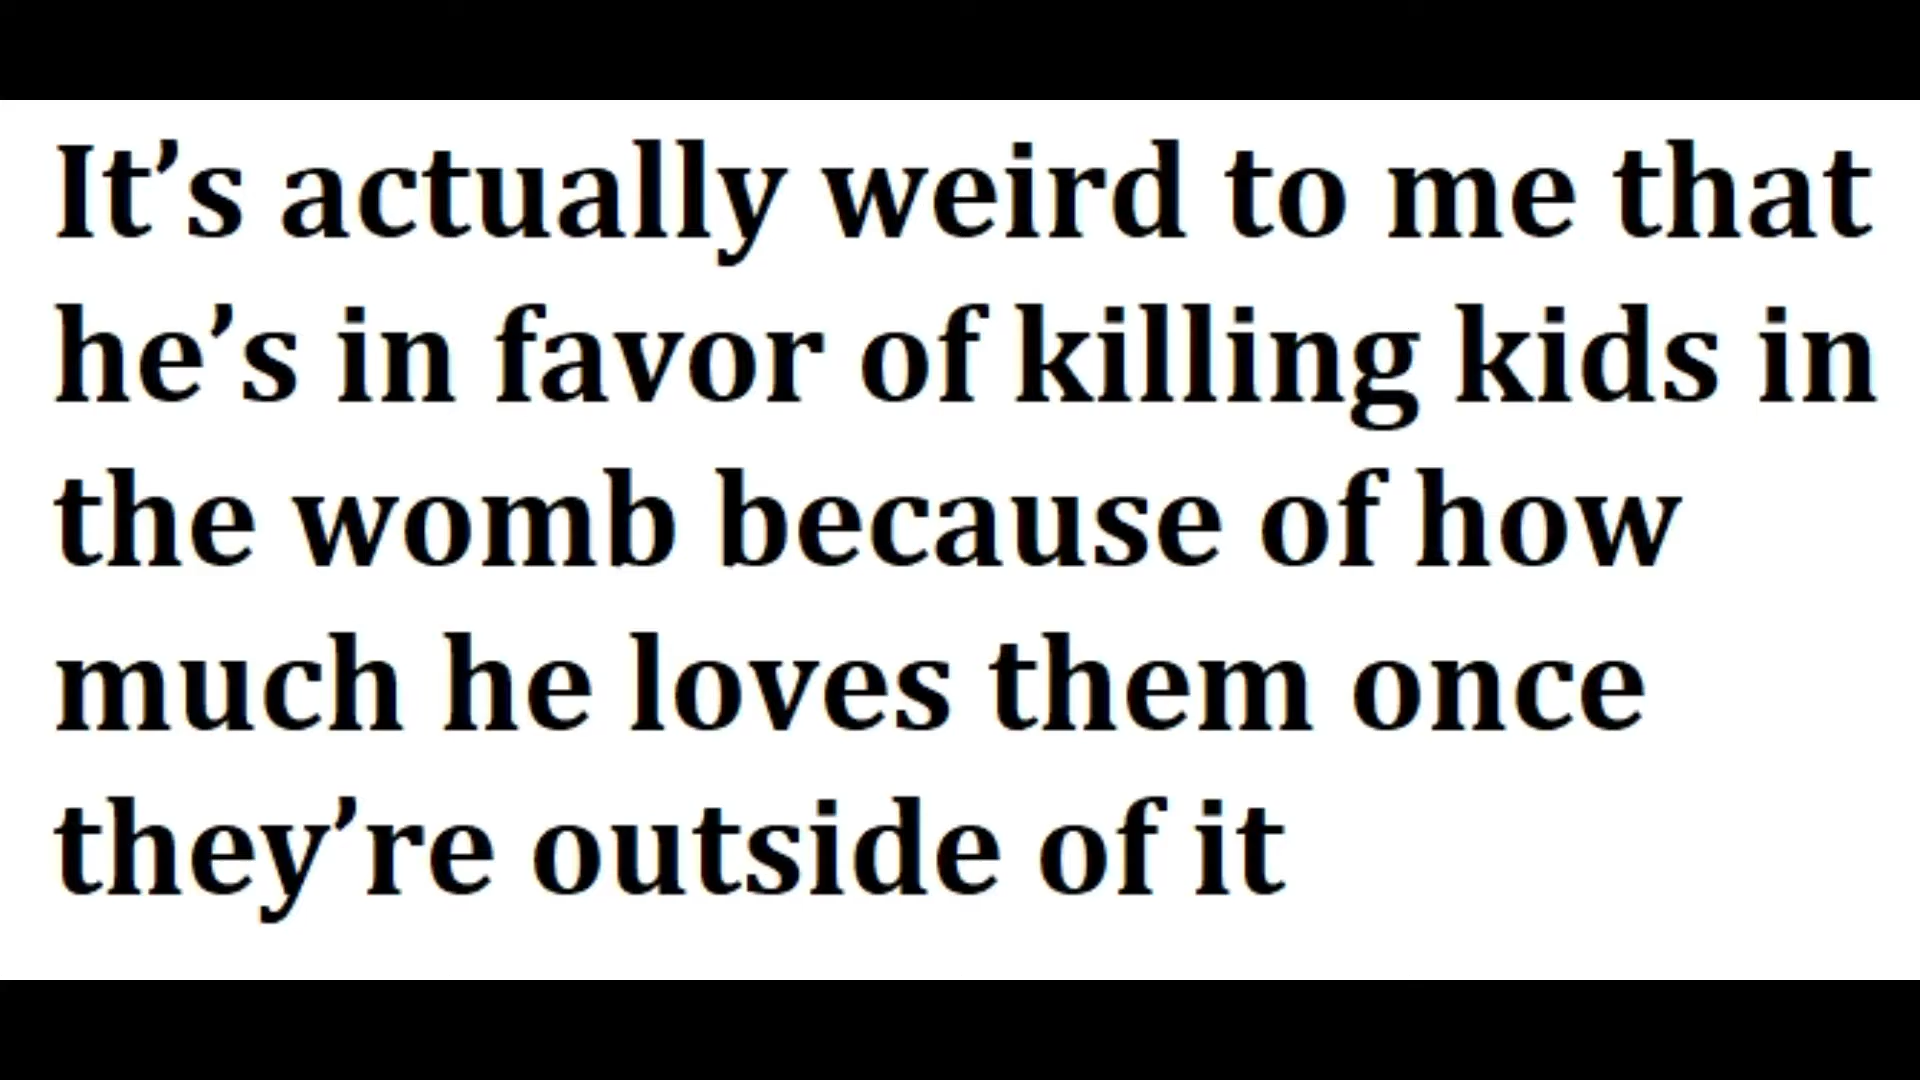 It’s actually weird to me that
he’s in favor of killing kids in
the womb because of how
much he loves them once
they’re outside of it